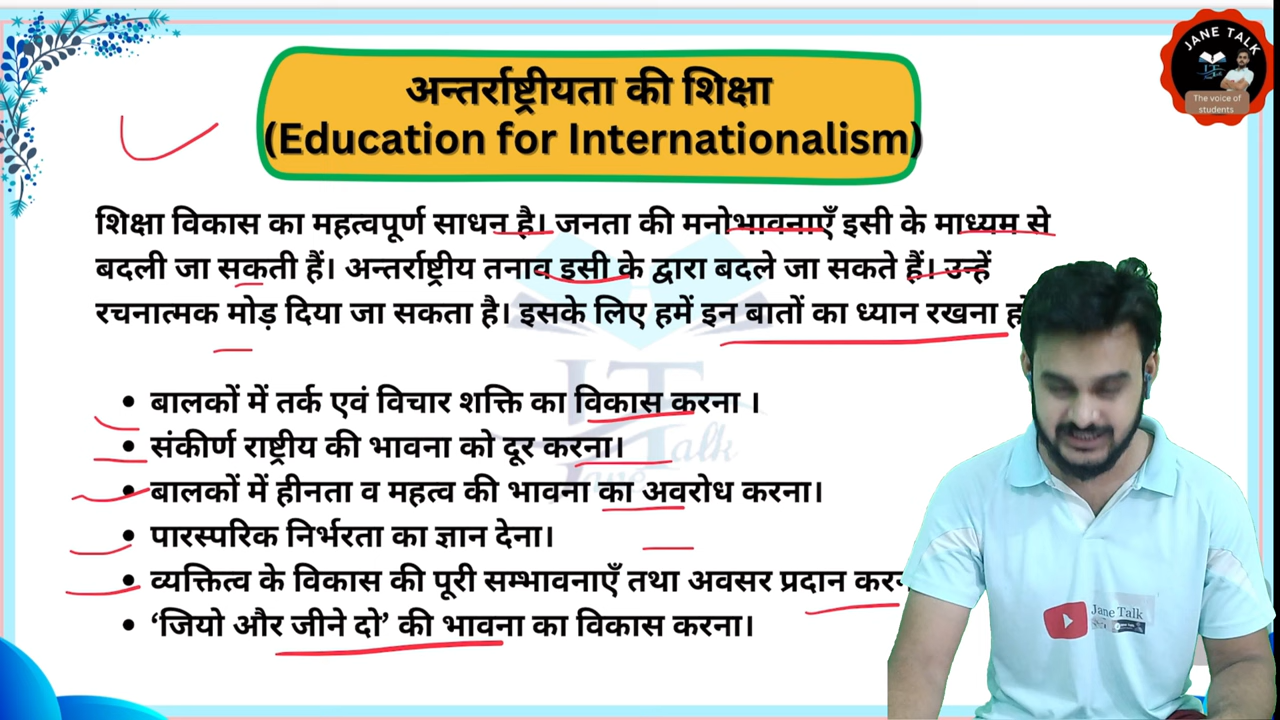 अन्तर्राष्ट्रीयता की शिक्षा
(Education for Internationalism)
JANE TALK
The voice of
students
शिक्षा विकास का महत्वपूर्ण साधन है। जनता की मनोभावनाएँ इसी के माध्यम से
बदली जा सकती हैं। अन्तर्राष्ट्रीय तनाव इसी के द्वारा बदले जा सकते हैं। उन्हें
रचनात्मक मोड़ दिया जा सकता है। इसके लिए हमें इन बातों का ध्यान रखना
• बालकों में तर्क एवं विचार शक्ति का विकास करना ।
• संकीर्ण राष्ट्रीय की भावना को दूर करना।
• बालकों में हीनता व महत्व की भावना का अवरोध करना।
• पारस्परिक निर्भरता का ज्ञान देना।
• व्यक्तित्व के विकास की पूरी सम्भावनाएँ तथा अवसर प्रदान
• ‘जियो और जीने दो’ की भावना का विकास करना।
Jane Talk